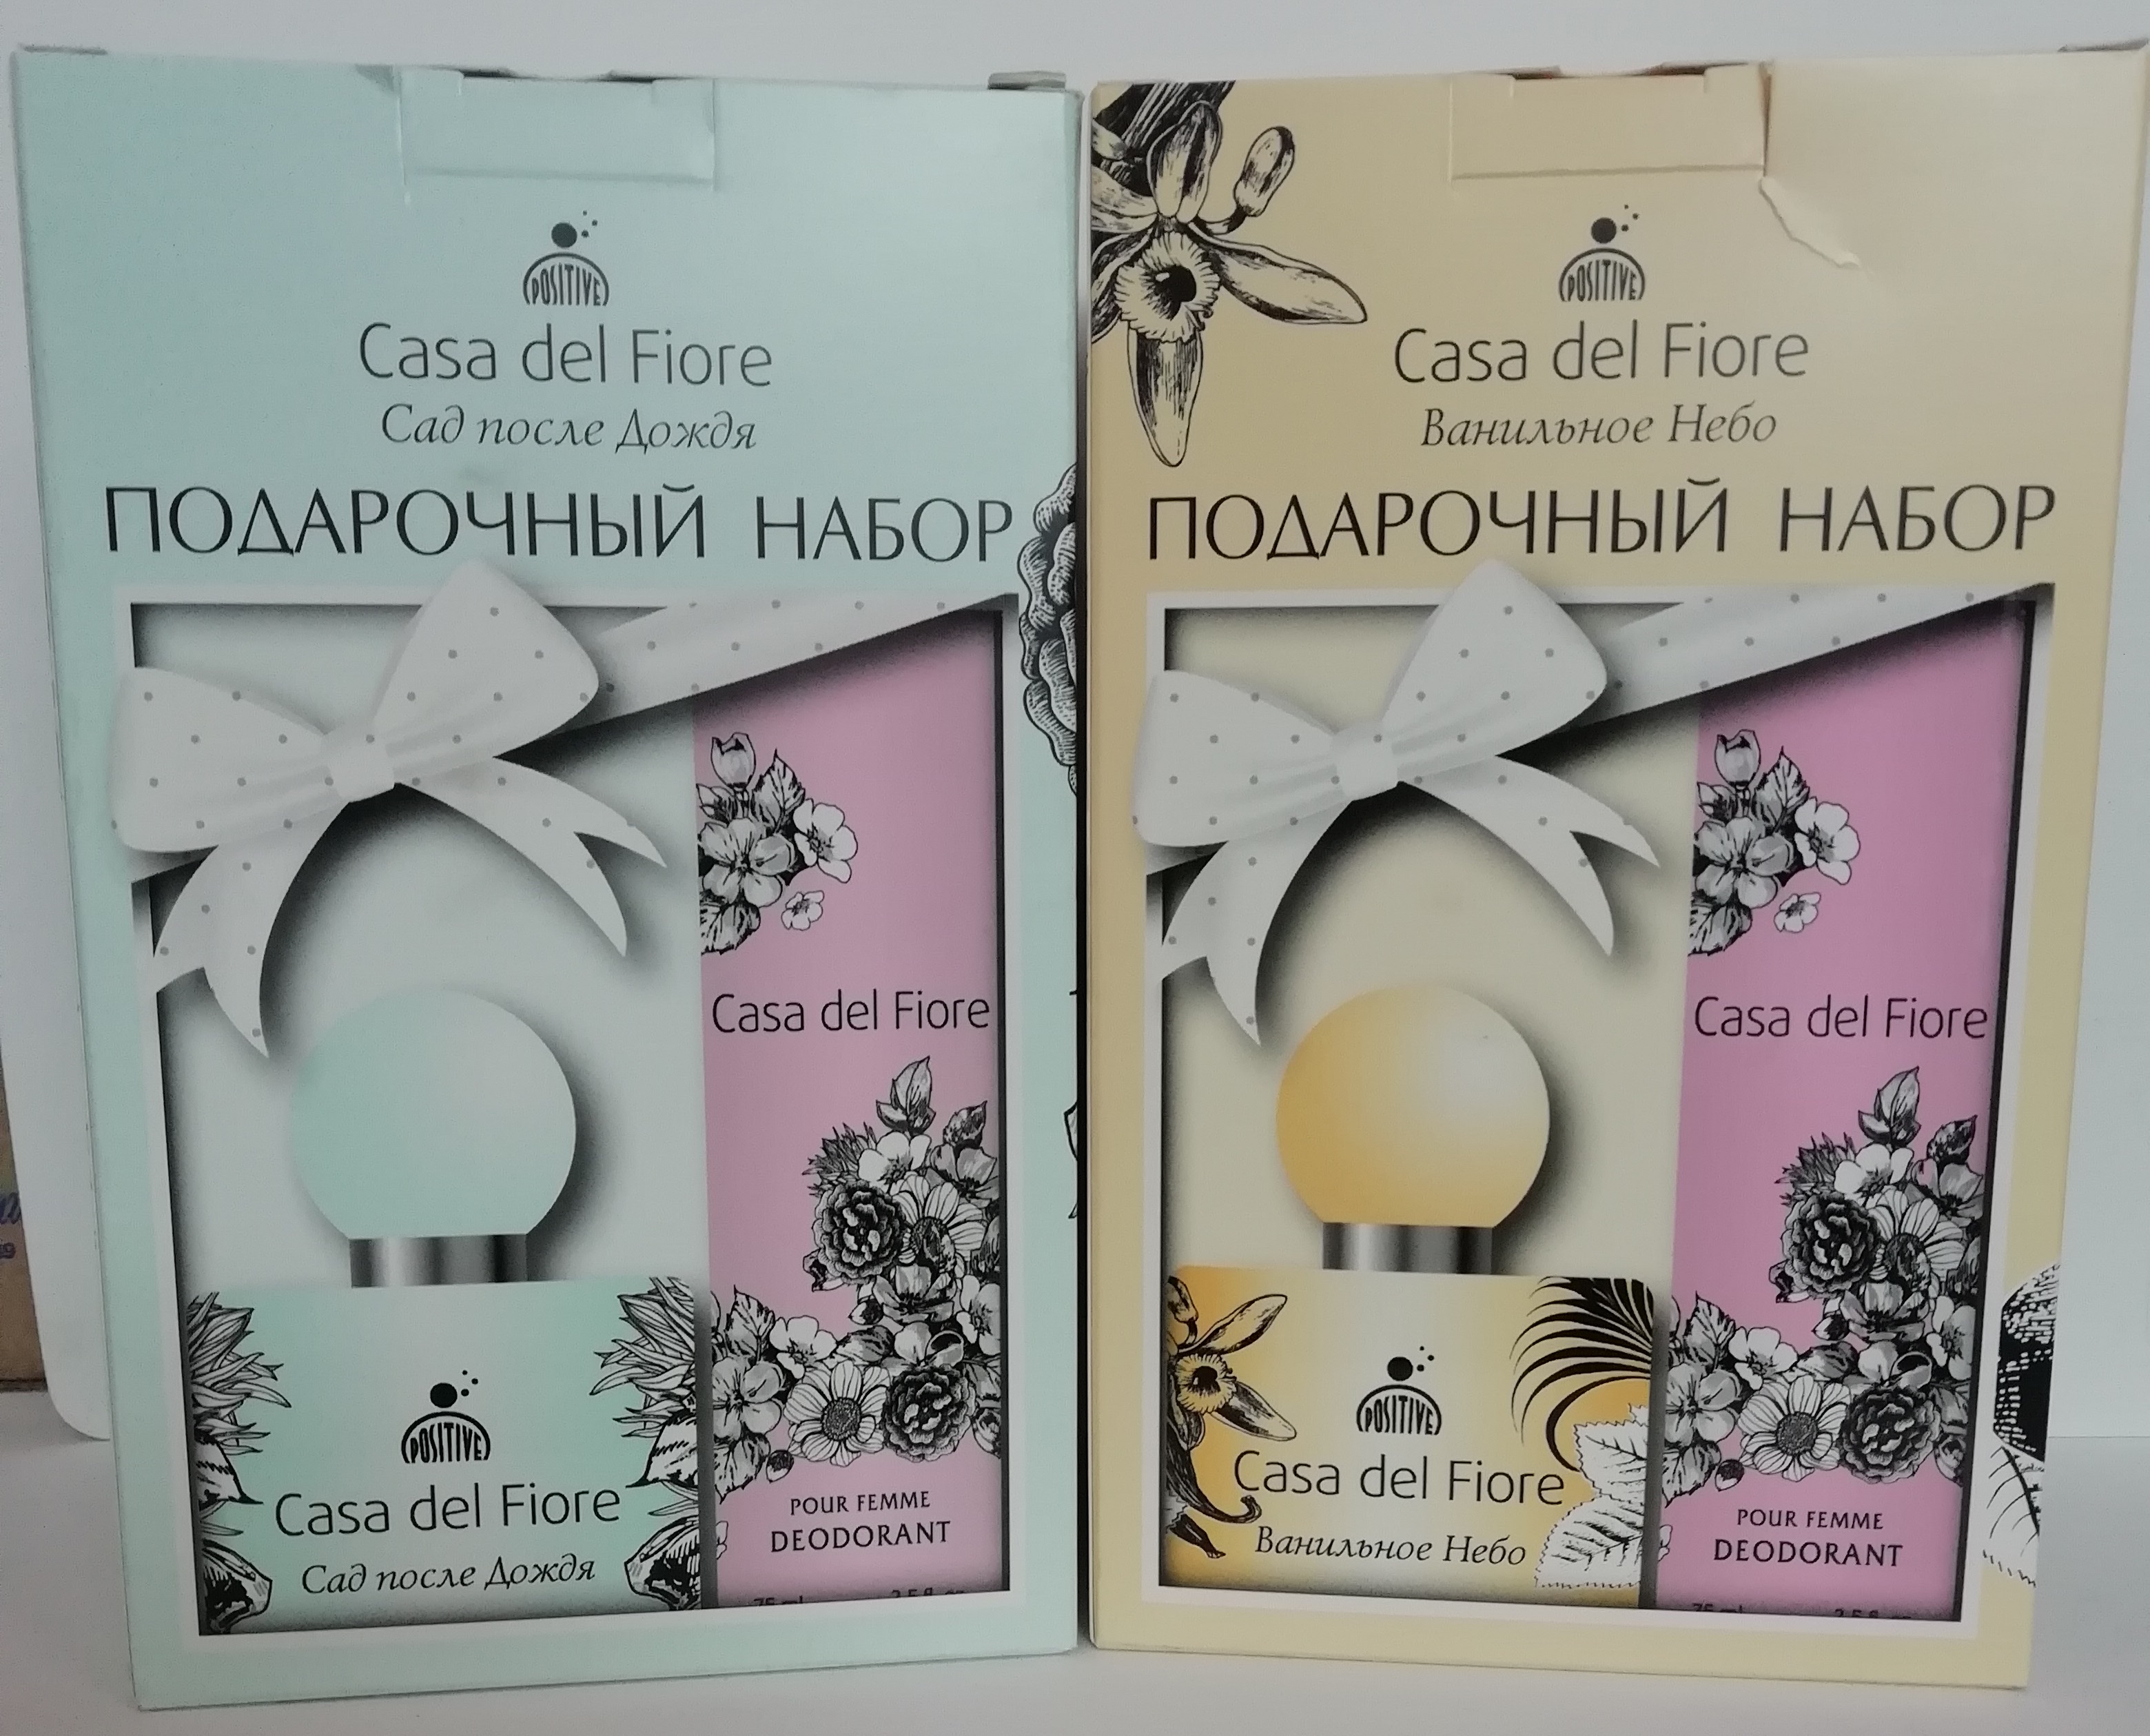 POSITIVE
Casa del Fiore
Сад после Дождя
ПОДАРОЧНЫЙ НАБОР
Casa del Fiore
POSITIVE
Casa del Fiore
Сад после Дождя
POUR FEMME
DEODORANT
POSITIVE
Casa del Fiore
Ванильное Небо
ПОДАРОЧНЫЙ НАБОР
Casa del Fiore
POSITIVE
Casa del Fiore
Ванильное Небо
POUR FEMME
DEODORANT